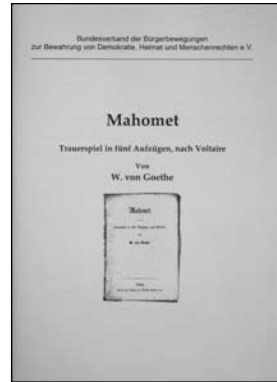 Bundesverband der Bürgerbewegungen
zur Bewahrung von Demokratie, Heimat und Menschenrechten e.V.
Mahomet
Trauerspiel in fünf Aufzügen, nach Voltaire
Von
W. von Goethe
Mahomet.